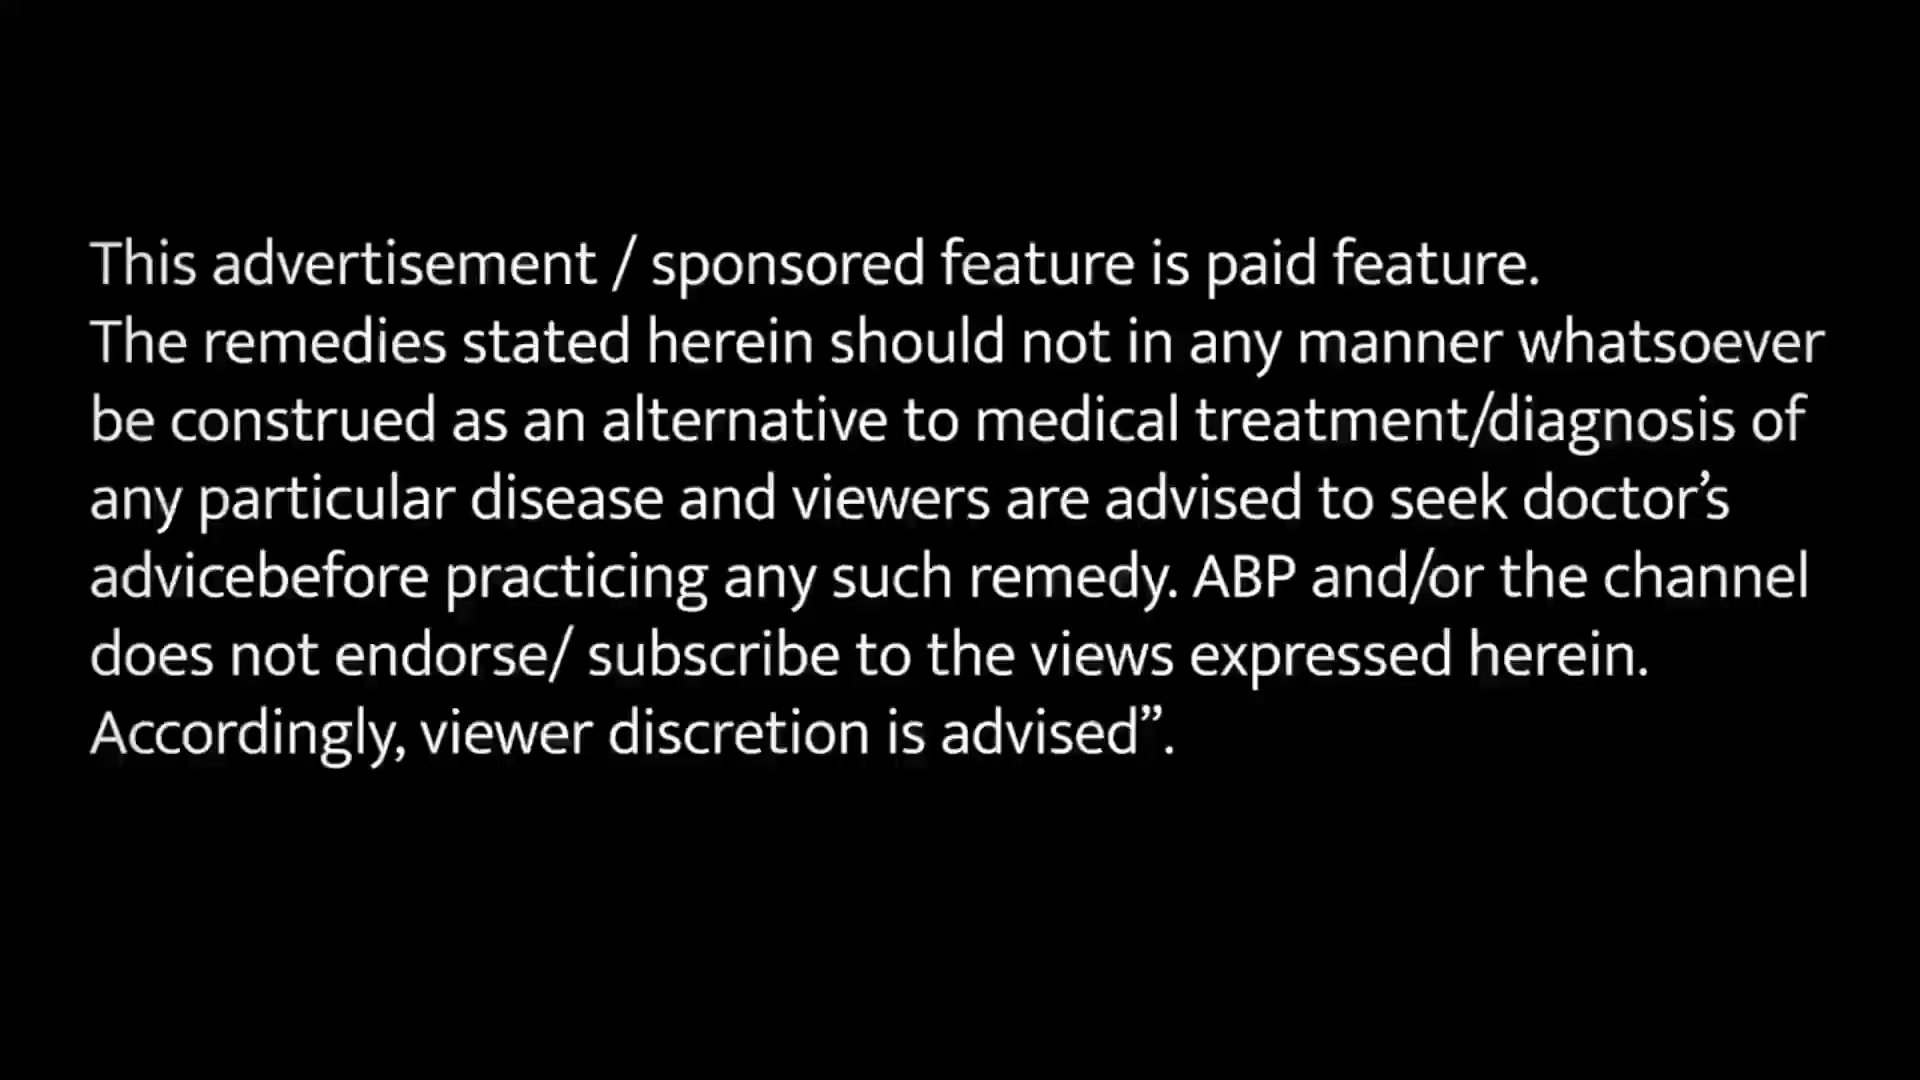 This advertisement / sponsored feature is paid feature.
The remedies stated herein should not in any manner whatsoever
be construed as an alternative to medical treatment/diagnosis of
any particular disease and viewers are advised to seek doctor’s
advicebefore practicing any such remedy. ABP and/or the channel
does not endorse/ subscribe to the views expressed herein.
Accordingly, viewer discretion is advised”.